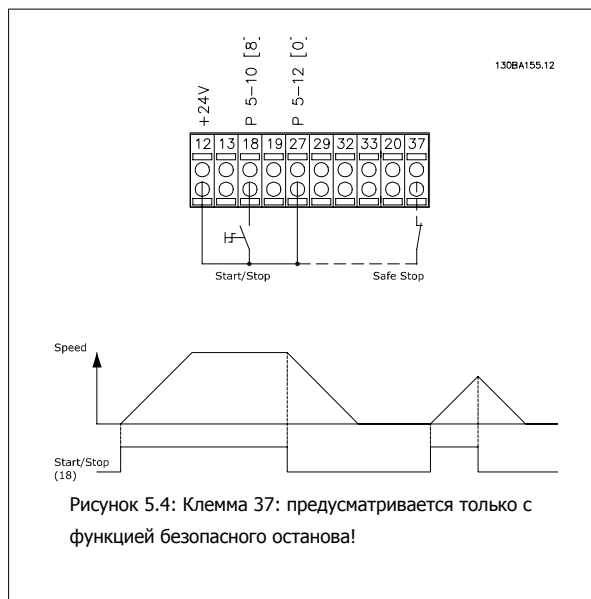 130BA155.12
+24V
P 5-10 [8]
P 5-12 [0]
12 13 18 19 27 29 32 33 20 37
Start/Stop
Safe Stop
Speed
Start/Stop
(18)
Рисунок 5.4: Клемма 37: предусматривается только с
функцией безопасного останова!